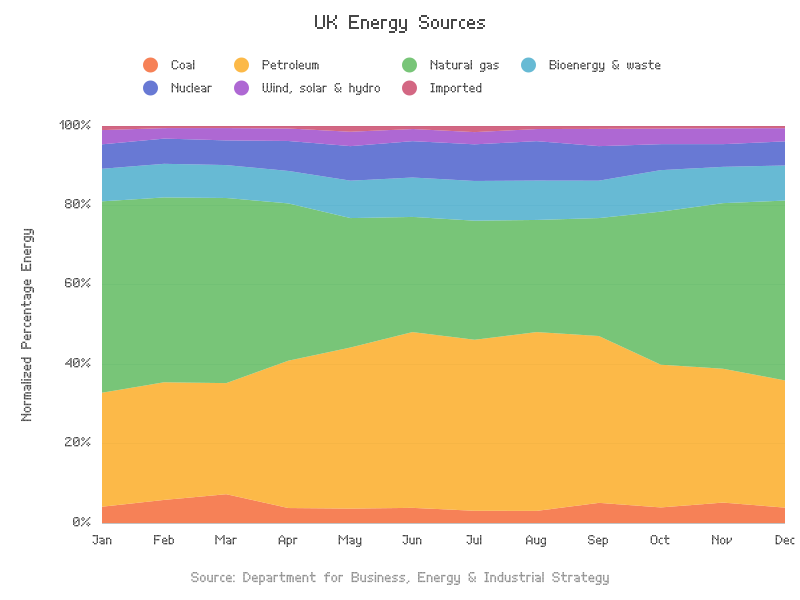 UK Energy Sources
Coal Petroleum Natural gas Bioenergy & waste
Nuclear Wind, solar & hydro Imported
100%
80%
60%
40%
20%
0%
Normalized Percentage Energy
Jan Feb Mar Apr May Jun Jul Aug Sep Oct Nov Dec
Source: Department for Business, Energy & Industrial Strategy